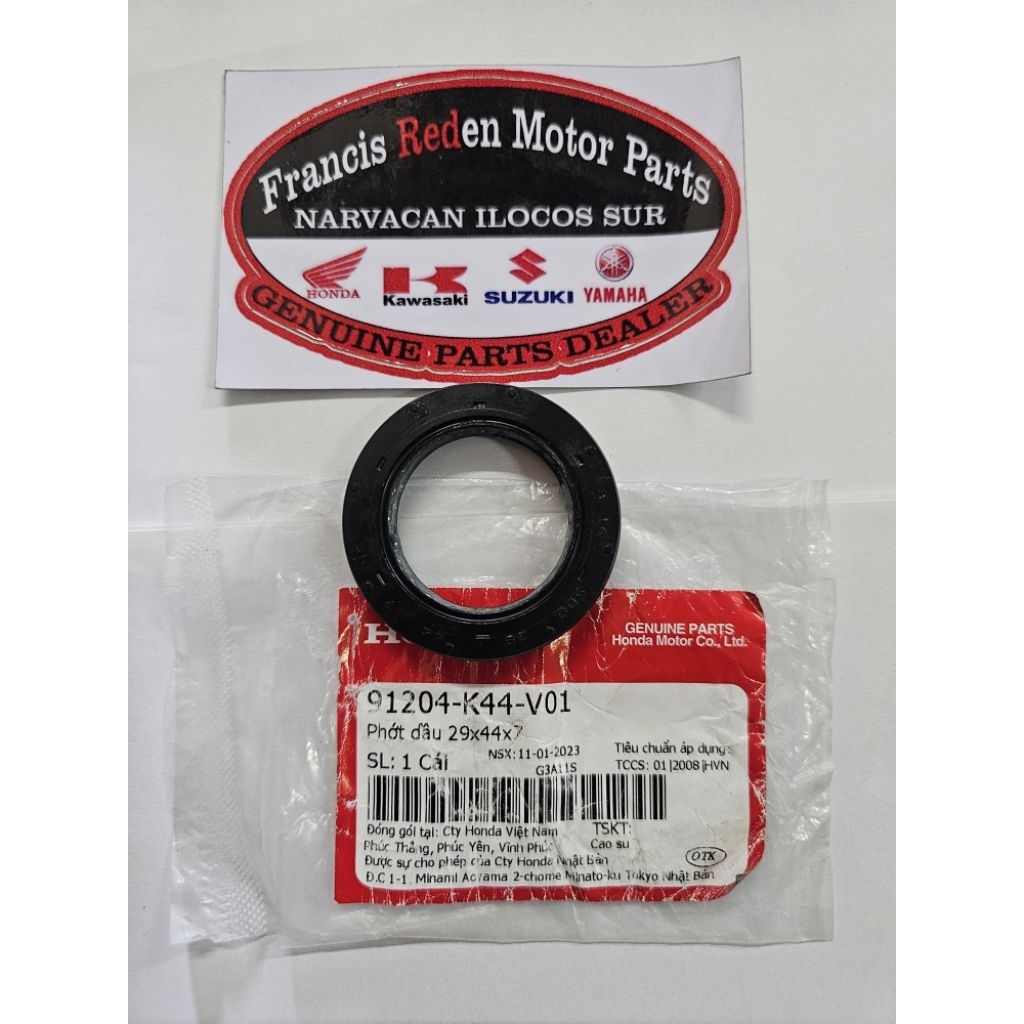 Francis Reden Motor Parts
NARVACAN ILOCOS SUR
HONDA
Kawasaki
SUZUKI
YAMAHA
GENUINE PARTS DEALER
GENUINE PARTS
Honda Motor Co., Ltd.
91204-K44-V01
Phớt dầu 29x44x7
SL: 1 Cái
NSX: 11-01-2023
G3A11S
Tiêu chuẩn áp dụng:
TCCS: 01|2008|HVN
Đóng gói tại: Cty Honda Việt Nam
Phúc Thắng, Phúc Yên, Vĩnh Phúc
TSKT:
Cao su
Được sự cho phép của Cty Honda Nhật Bản
OTK
Đ.C 1-1, Minami Aoyama 2-chome Minato-ku Tokyo Nhật Bản